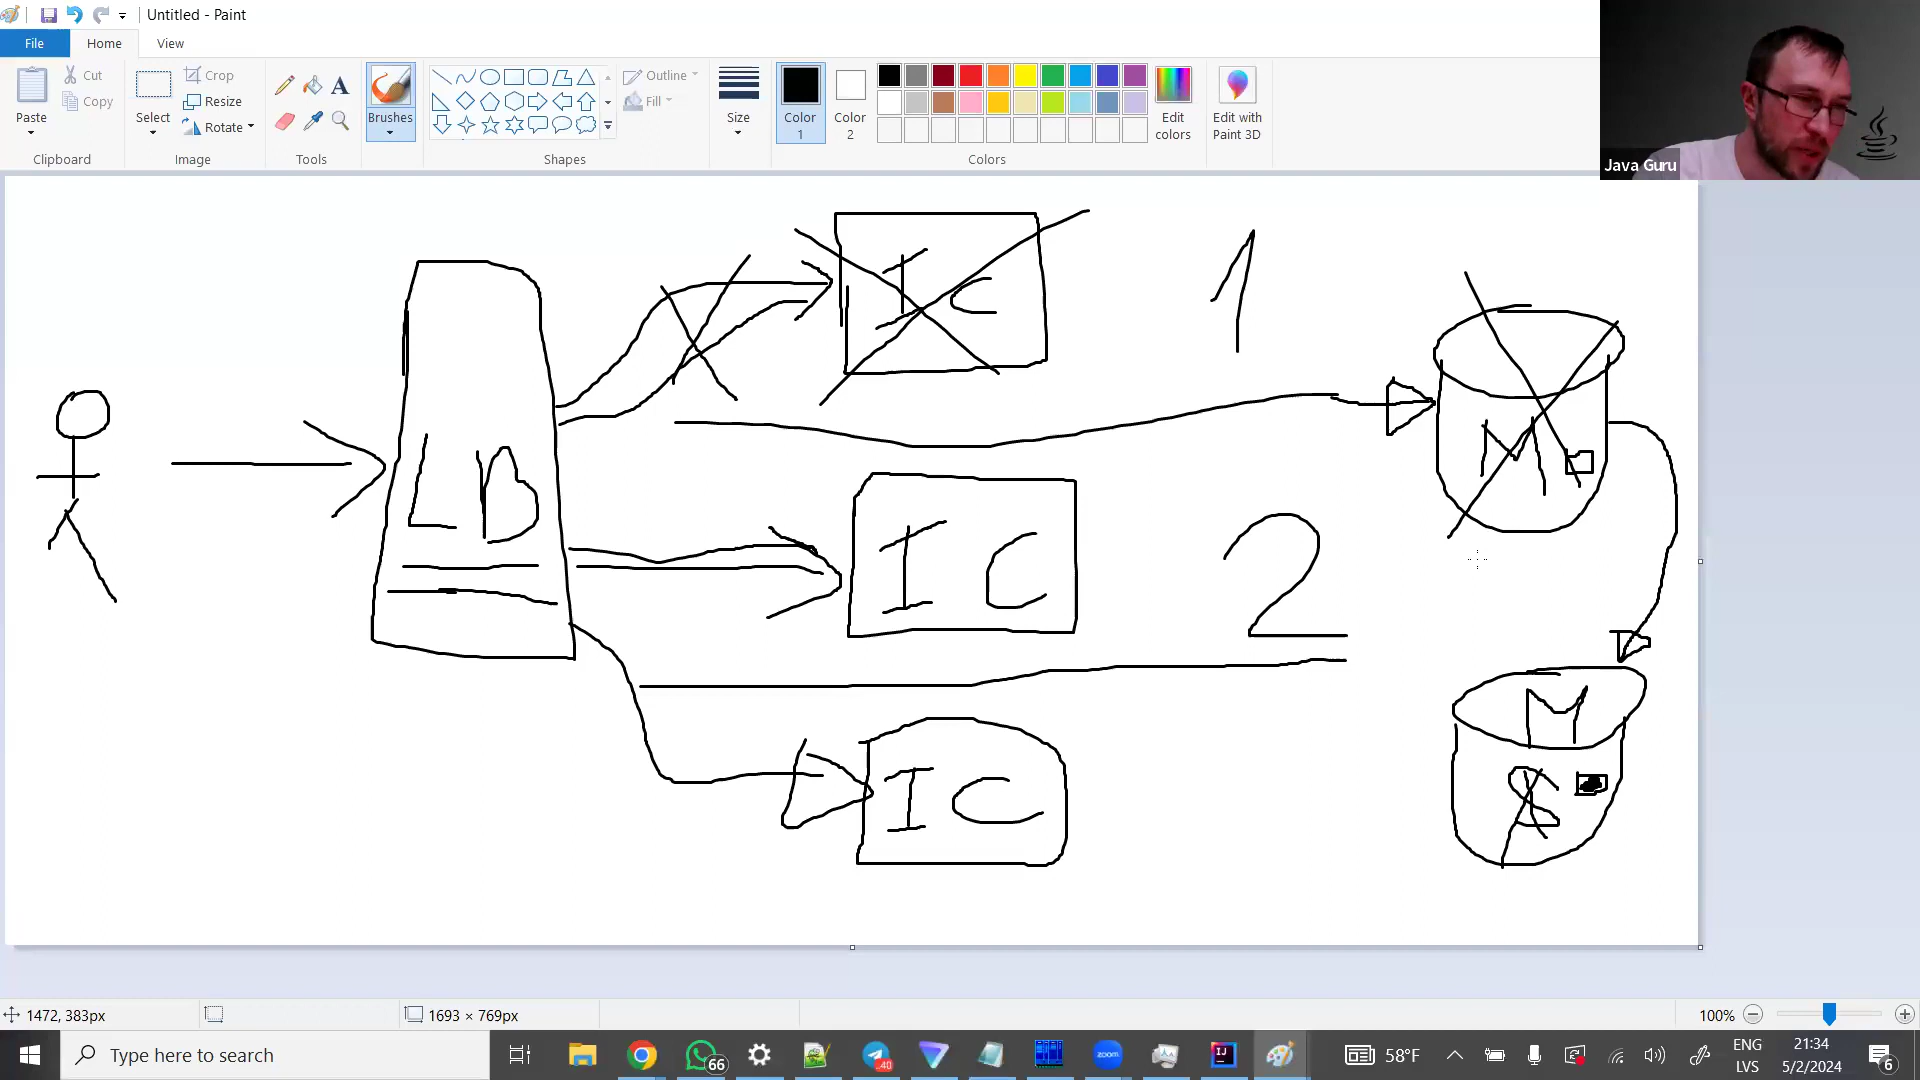 Untitled - Paint
File
Home
View
Paste
Cut
Copy
Clipboard
Select
Crop
Resize
Rotate
Image
A
Tools
Brushes
Outline
Fill
Shapes
Size
Color
1
Color
2
Edit
colors
Edit with
Paint 3D
Colors
Java Guru
IC
1
LB
M
IC
2
M
S
IC
1472, 383px
1693 × 769px
100%
Type here to search
66
.40
zoom
IJ
58°F
ENG
LVS
21:34
5/2/2024
6